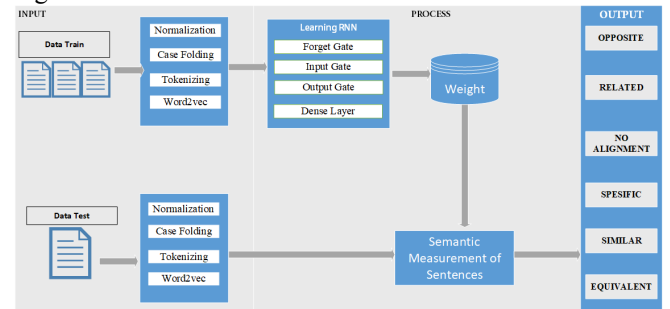 INPUT
PROCESS
OUTPUT
Data Train
Normalization
Case Folding
Tokenizing
Word2vec
Learning RNN
Forget Gate
Input Gate
Output Gate
Dense Layer
Weight
Data Test
Normalization
Case Folding
Tokenizing
Word2vec
Semantic
Measurement of
Sentences
OPPOSITE
RELATED
NO
ALIGNMENT
SPESIFIC
SIMILAR
EQUIVALENT